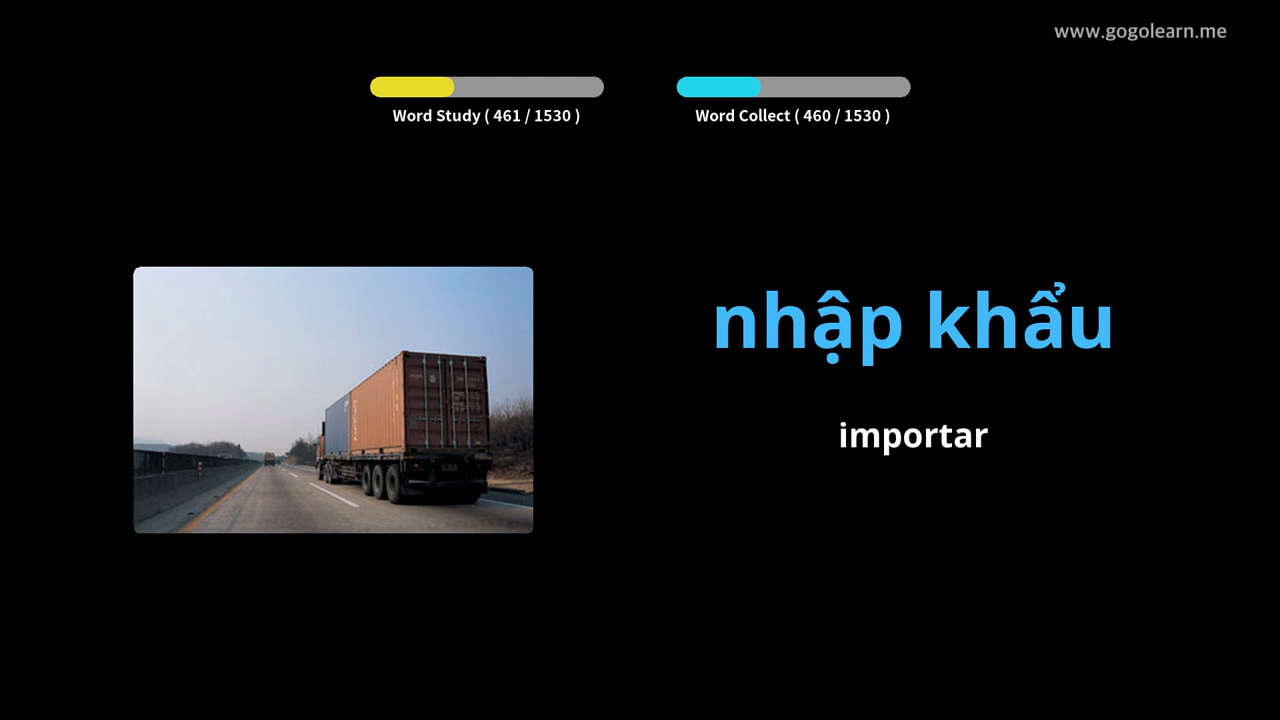 www.gogolearn.me
Word Study ( 461 / 1530 )
Word Collect ( 460 / 1530 )
nhập khẩu
importar